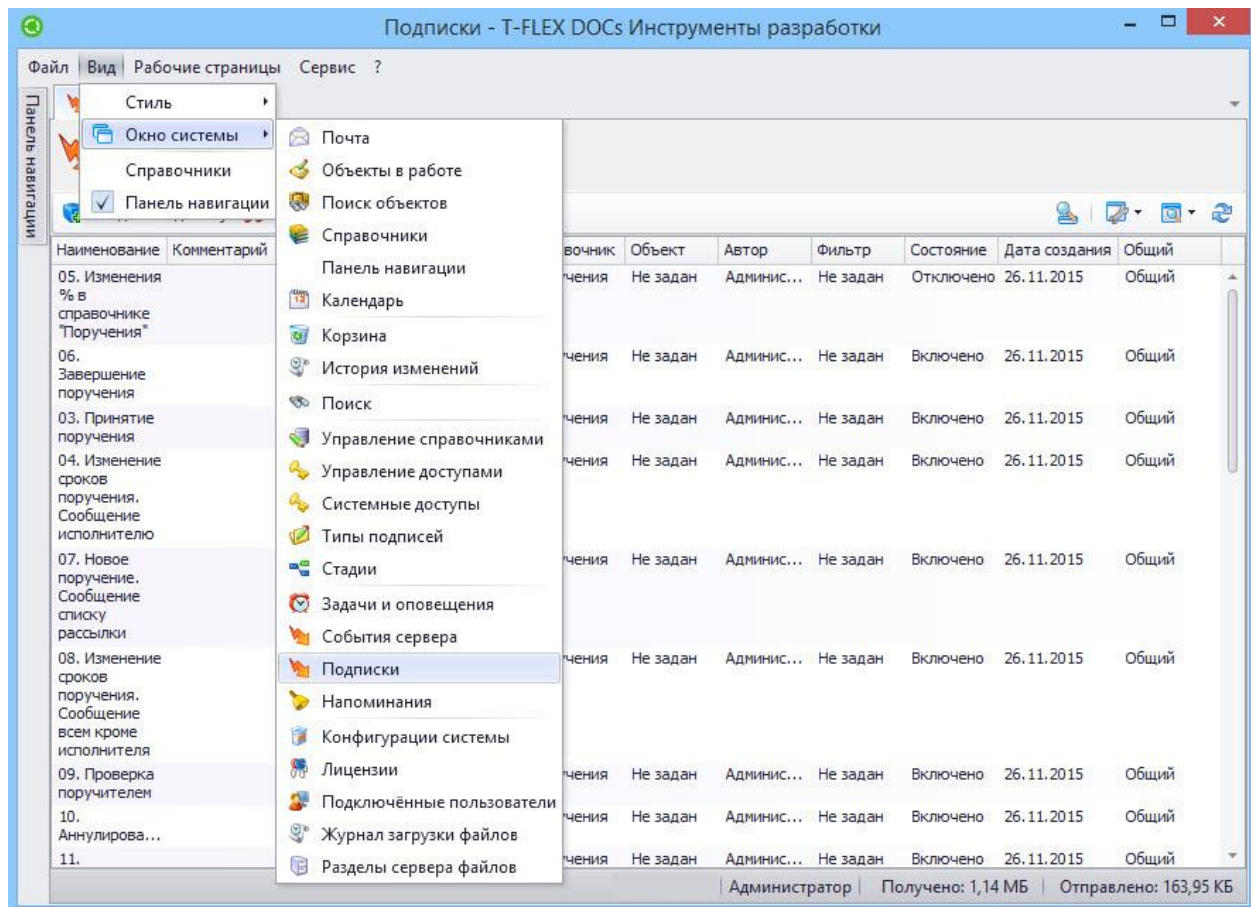 Подписки - T-FLEX DOCs Инструменты разработки
Файл Вид Рабочие страницы Сервис ?
Панель навигации
Стиль
Окно системы
Справочники
Панель навигации
Почта
Объекты в работе
Поиск объектов
Справочники
Панель навигации
Календарь
Корзина
История изменений
Поиск
Управление справочниками
Управление доступами
Системные доступы
Типы подписей
Стадии
Задачи и оповещения
События сервера
Подписки
Напоминания
Конфигурации системы
Лицензии
Подключённые пользователи
Журнал загрузки файлов
Разделы сервера файлов
Наименование Комментарий вочник Объект Автор Фильтр Состояние Дата создания Общий
05. Изменения чения Не задан Админис... Не задан Отключено 26.11.2015 Общий
% в
справочнике
"Поручения"
06. чения Не задан Админис... Не задан Включено 26.11.2015 Общий
Завершение
поручения
03. Принятие чения Не задан Админис... Не задан Включено 26.11.2015 Общий
поручения
04. Изменение чения Не задан Админис... Не задан Включено 26.11.2015 Общий
сроков
поручения.
Сообщение
исполнителю
07. Новое чения Не задан Админис... Не задан Включено 26.11.2015 Общий
поручение.
Сообщение
списку
рассылки
08. Изменение чения Не задан Админис... Не задан Включено 26.11.2015 Общий
сроков
поручения.
Сообщение
всем кроме
исполнителя
09. Проверка чения Не задан Админис... Не задан Включено 26.11.2015 Общий
поручителем
10. чения Не задан Админис... Не задан Включено 26.11.2015 Общий
Аннулирова...
11. чения Не задан Админис... Не задан Включено 26.11.2015 Общий
Администратор Получено: 1,14 МБ Отправлено: 163,95 КБ